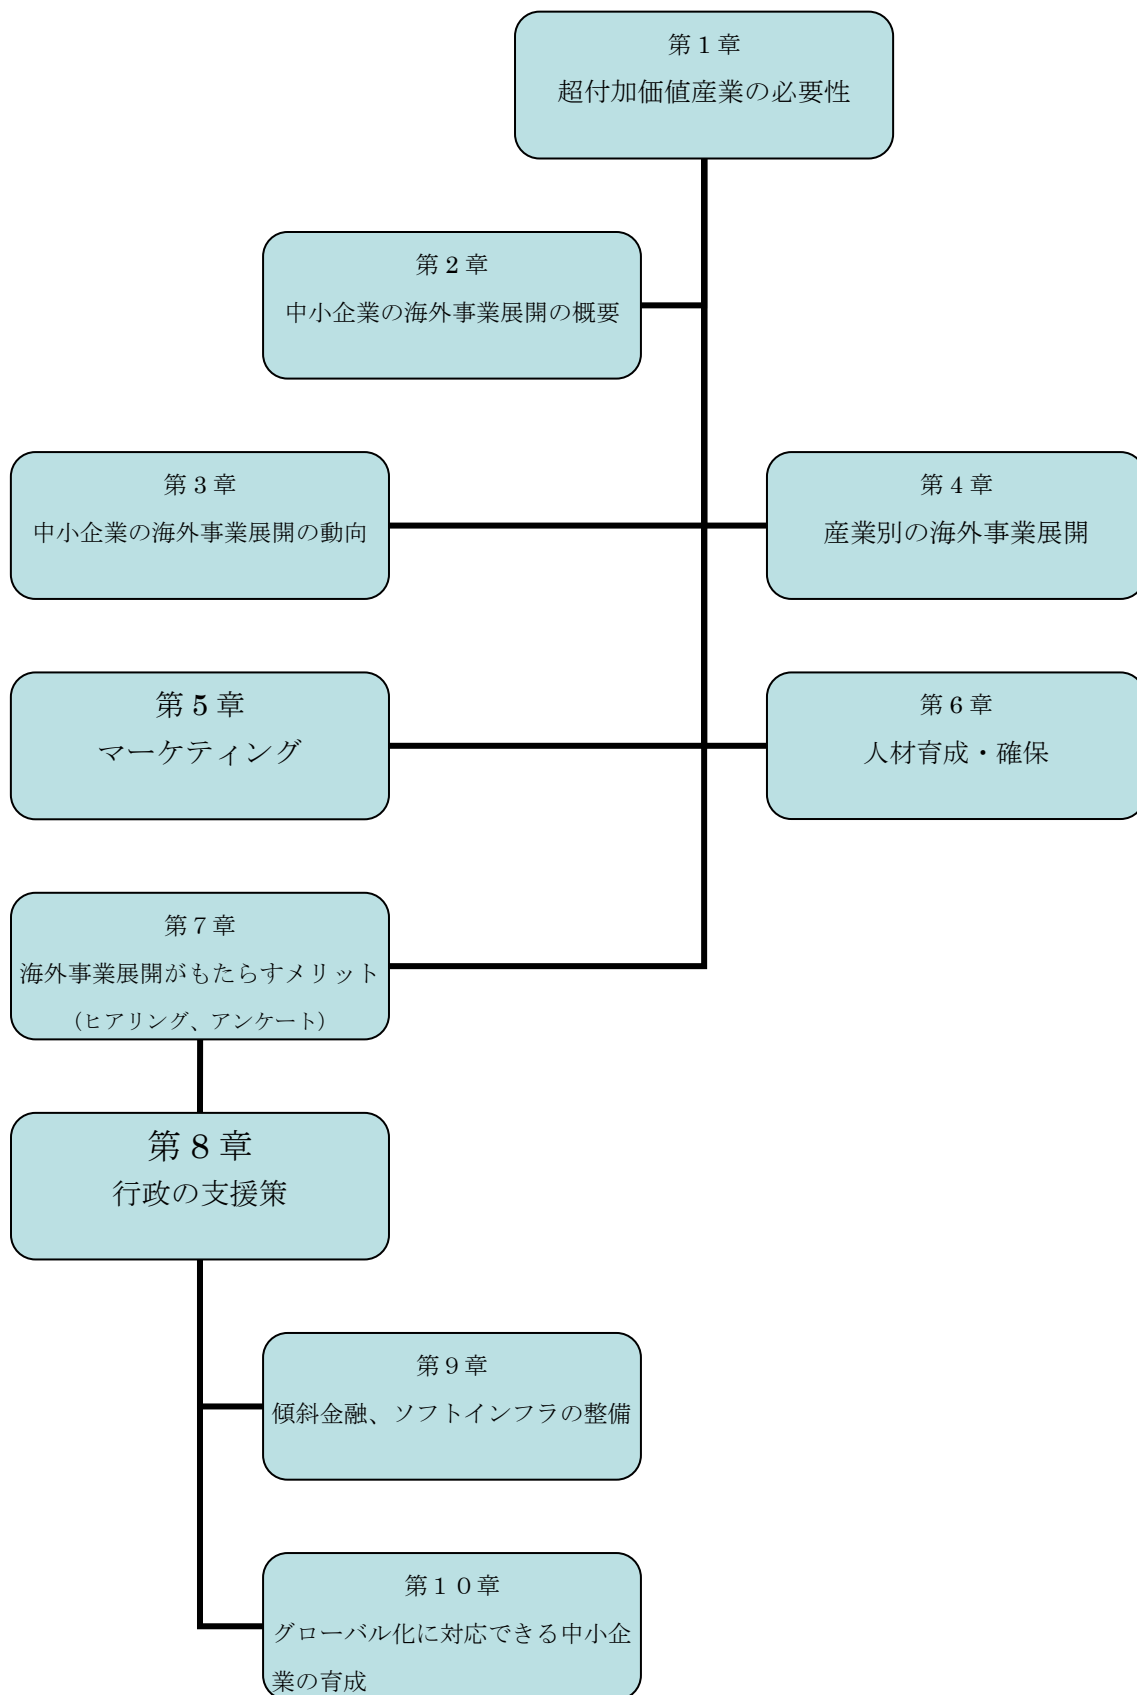 第1章
超付加価値産業の必要性
第2章
中小企業の海外事業展開の概要
第3章
中小企業の海外事業展開の動向
第4章
産業別の海外事業展開
第5章
マーケティング
第6章
人材育成・確保
第7章
海外事業展開がもたらすメリット
（ヒアリング、アンケート）
第8章
行政の支援策
第9章
傾斜金融、ソフトインフラの整備
第１０章
グローバル化に対応できる中小企
業の育成